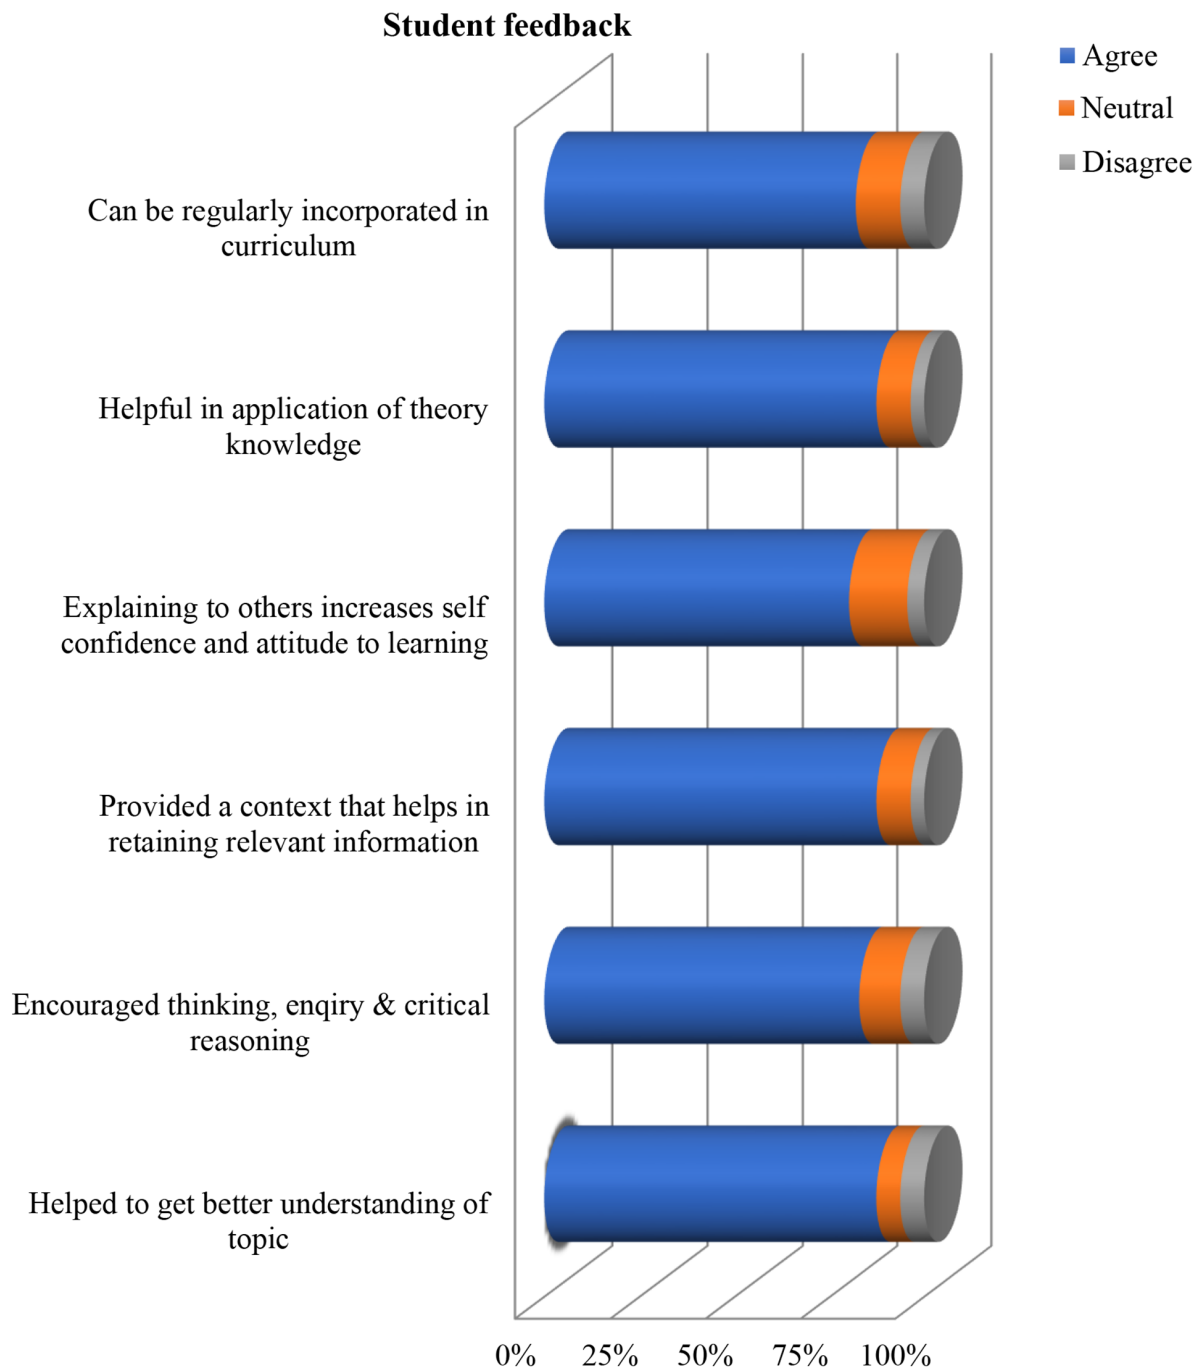 Student feedback
Agree
Neutral
Disagree
Can be regularly incorporated in
curriculum
Helpful in application of theory
knowledge
Explaining to others increases self
confidence and attitude to learning
Provided a context that helps in
retaining relevant information
Encouraged thinking, enqiry & critical
reasoning
Helped to get better understanding of
topic
0% 25% 50% 75% 100%